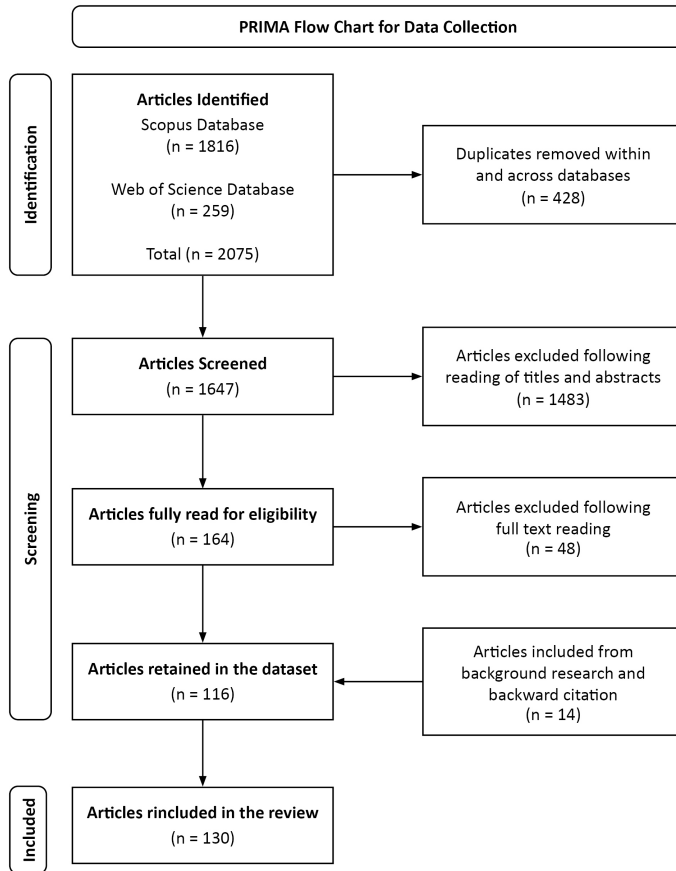 PRIMA Flow Chart for Data Collection
Identification
Articles Identified
Scopus Database
(n = 1816)
Web of Science Database
(n = 259)
Total (n = 2075)
Duplicates removed within
and across databases
(n = 428)
Screening
Articles Screened
(n = 1647)
Articles excluded following
reading of titles and abstracts
(n = 1483)
Articles fully read for eligibility
(n = 164)
Articles excluded following
full text reading
(n = 48)
Articles retained in the dataset
(n = 116)
Articles included from
background research and
backward citation
(n = 14)
Included
Articles rincluded in the review
(n = 130)